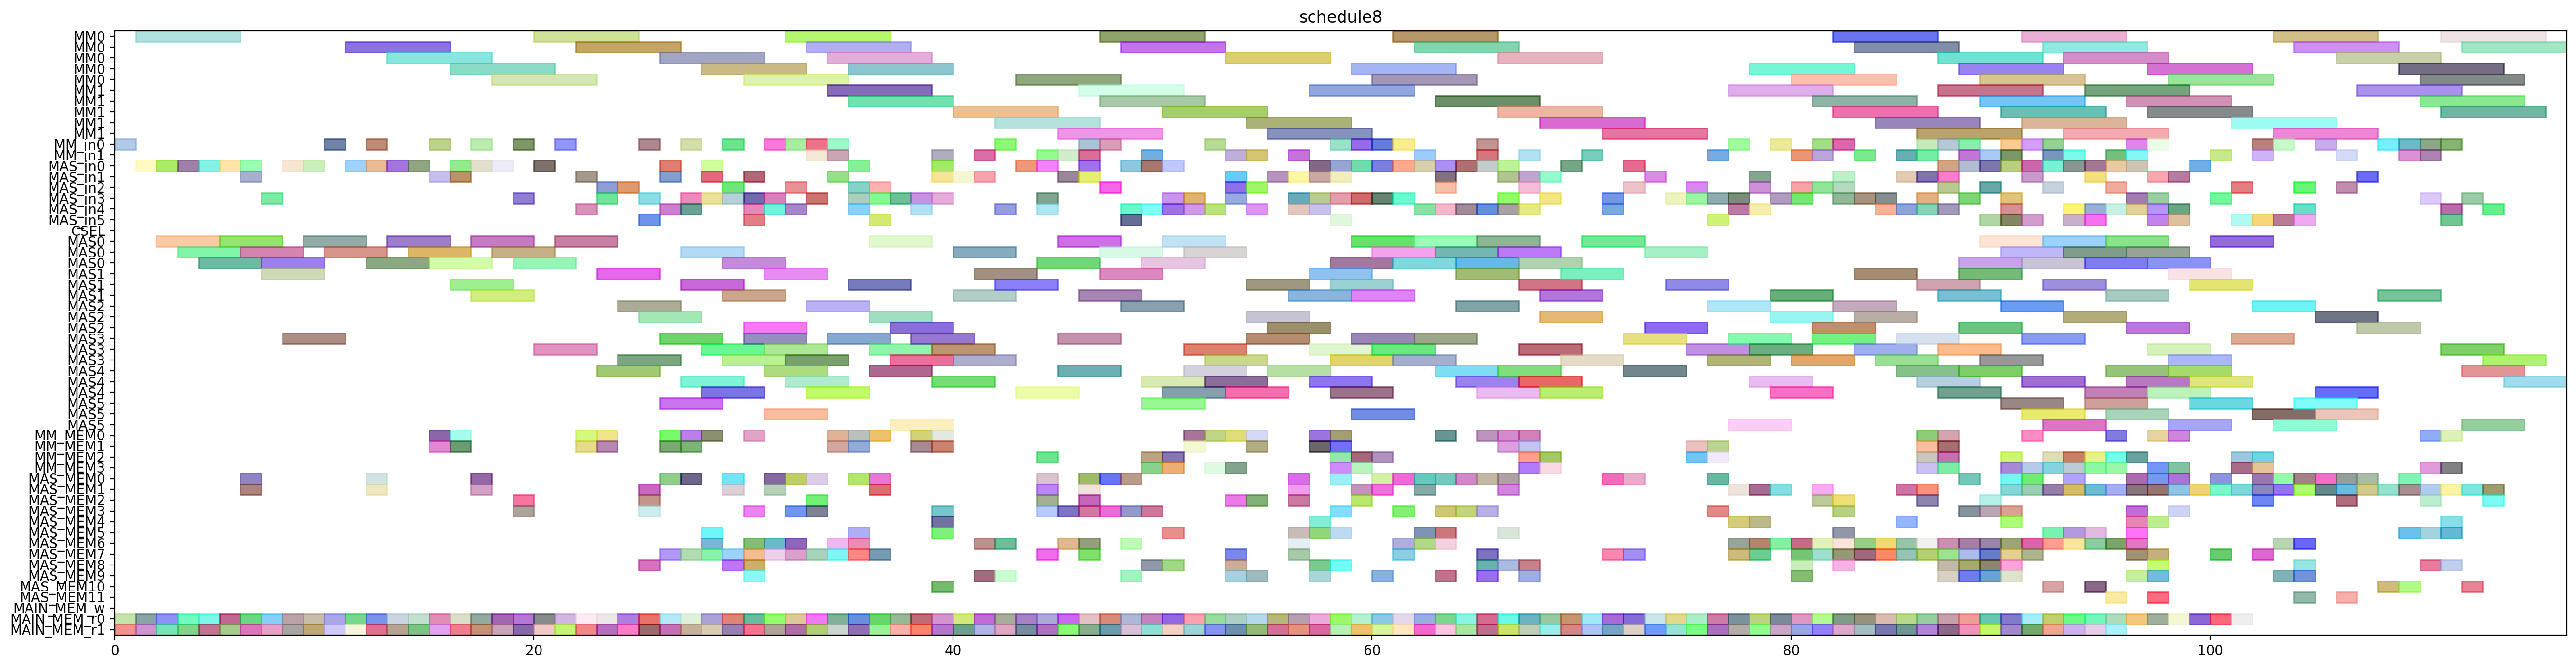 schedule8
MM0
MM0
MM0
MM0
MM0
MM1
MM1
MM1
MM1
MM1
MM_in0
MM_in1
MAS_in0
MAS_in1
MAS_in2
MAS_in3
MAS_in4
MAS_in5
CSEL
MAS0
MAS0
MAS0
MAS1
MAS1
MAS1
MAS2
MAS2
MAS2
MAS3
MAS3
MAS3
MAS4
MAS4
MAS4
MAS5
MAS5
MAS5
MM_MEM0
MM_MEM1
MM_MEM2
MM_MEM3
MAS_MEM0
MAS_MEM1
MAS_MEM2
MAS_MEM3
MAS_MEM4
MAS_MEM5
MAS_MEM6
MAS_MEM7
MAS_MEM8
MAS_MEM9
MAS_MEM10
MAS_MEM11
MAIN_MEM_w
MAIN_MEM_r0
MAIN_MEM_r1
0 20 40 60 80 100